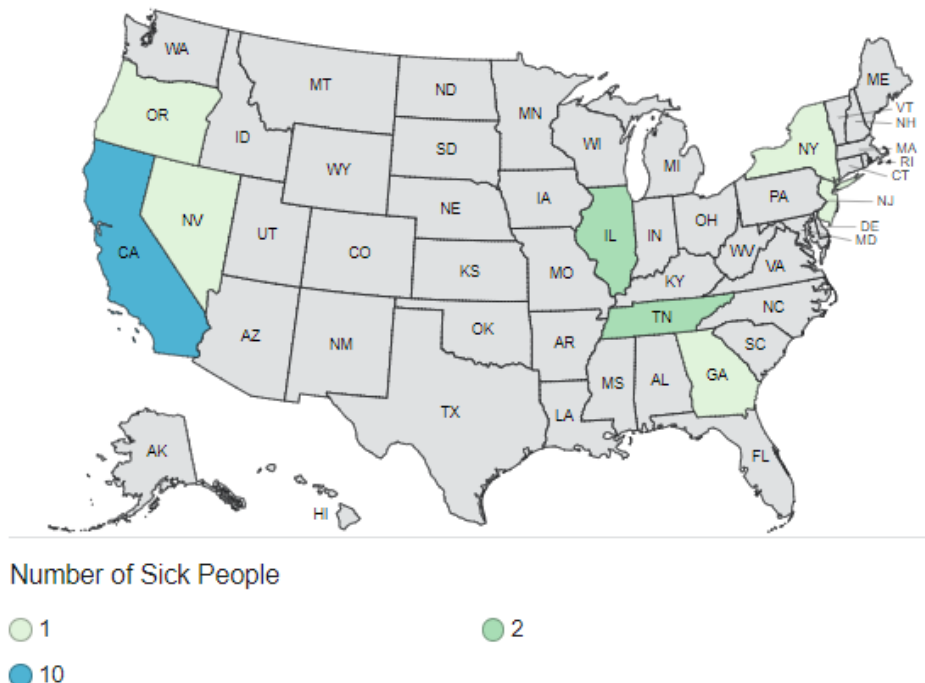 WA
MT
ND
MN
ME
VT
NH
OR
ID
SD
WI
MI
NY
MA
RI
CT
WY
IA
PA
NJ
NE
NV
UT
CO
IL
IN
OH
DE
MD
CA
KS
MO
WV
VA
KY
NC
TN
AZ
NM
OK
AR
SC
GA
MS
AL
TX
LA
FL
AK
HI
Number of Sick People
1
2
10